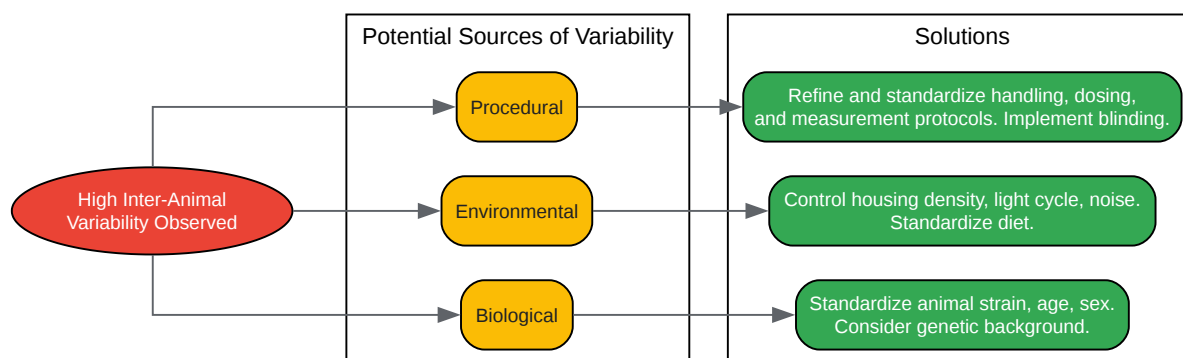 Potential Sources of Variability
Solutions
High Inter-Animal
Variability Observed
Procedural
Refine and standardize handling, dosing,
and measurement protocols. Implement blinding.
Environmental
Control housing density, light cycle, noise.
Standardize diet.
Biological
Standardize animal strain, age, sex.
Consider genetic background.